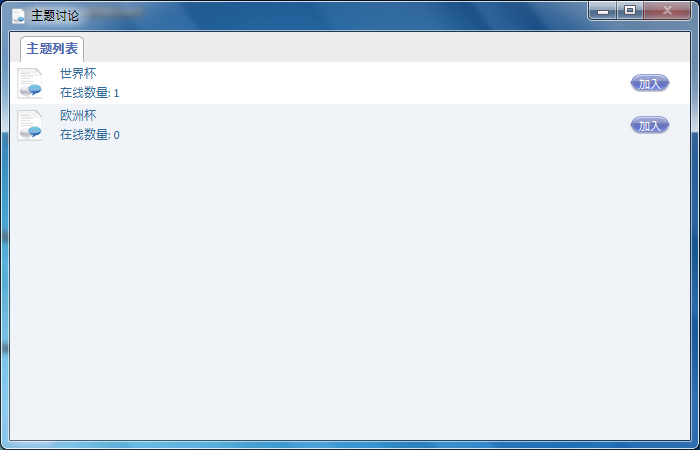 主题讨论
主题列表
世界杯
在线数量: 1
加入
欧洲杯
在线数量: 0
加入